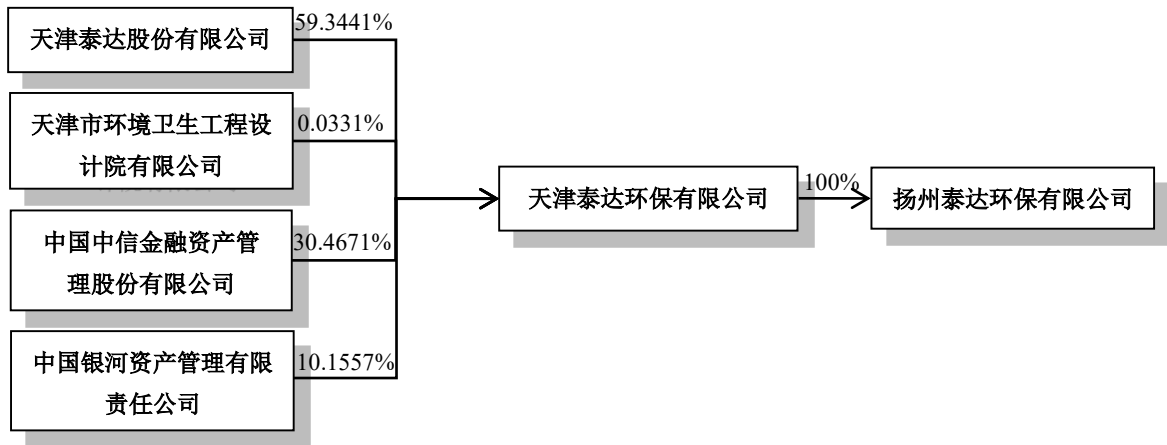 天津泰达股份有限公司
59.3441%
天津市环境卫生工程设
计院有限公司
0.0331%
中国中信金融资产管
理股份有限公司
30.4671%
中国银河资产管理有限
责任公司
10.1557%
天津泰达环保有限公司
100%
扬州泰达环保有限公司